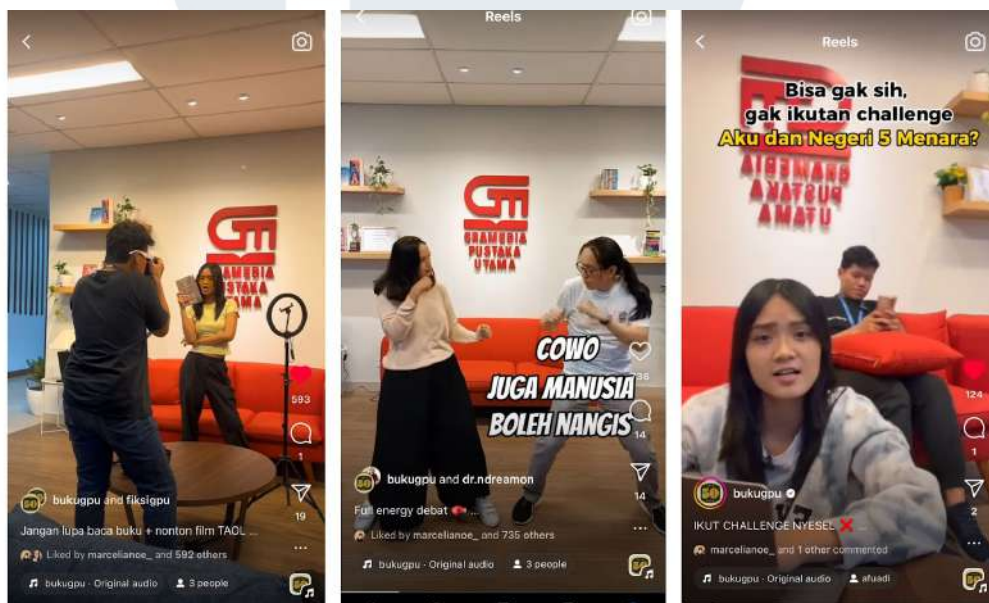 GRAMEDIA
PUSTAKA
UTAMA
593
1
19
bukugpu and fiksigpu
Jangan lupa baca buku + nonton film TAOL ...
Liked by marcelianoe_ and 592 others
bukugpu · Original audio
3 people
Reels
GRAMEDIA
PUSTAKA
UTAMA
COWO
JUGA MANUSIA
BOLEH NANGIS
736
14
14
bukugpu and dr.ndreamon
Full energy debat ...
Liked by marcelianoe_ and 735 others
bukugpu · Original audio
3 people
Reels
Bisa gak sih,
gak ikutan challenge
Aku dan Negeri 5 Menara?
GRAMEDIA
PUSTAKA
UTAMA
124
1
2
bukugpu
IKUT CHALLENGE NYESEL ❌ ...
marcelianoe_ and 1 other commented
bukugpu · Original audio
afuadi